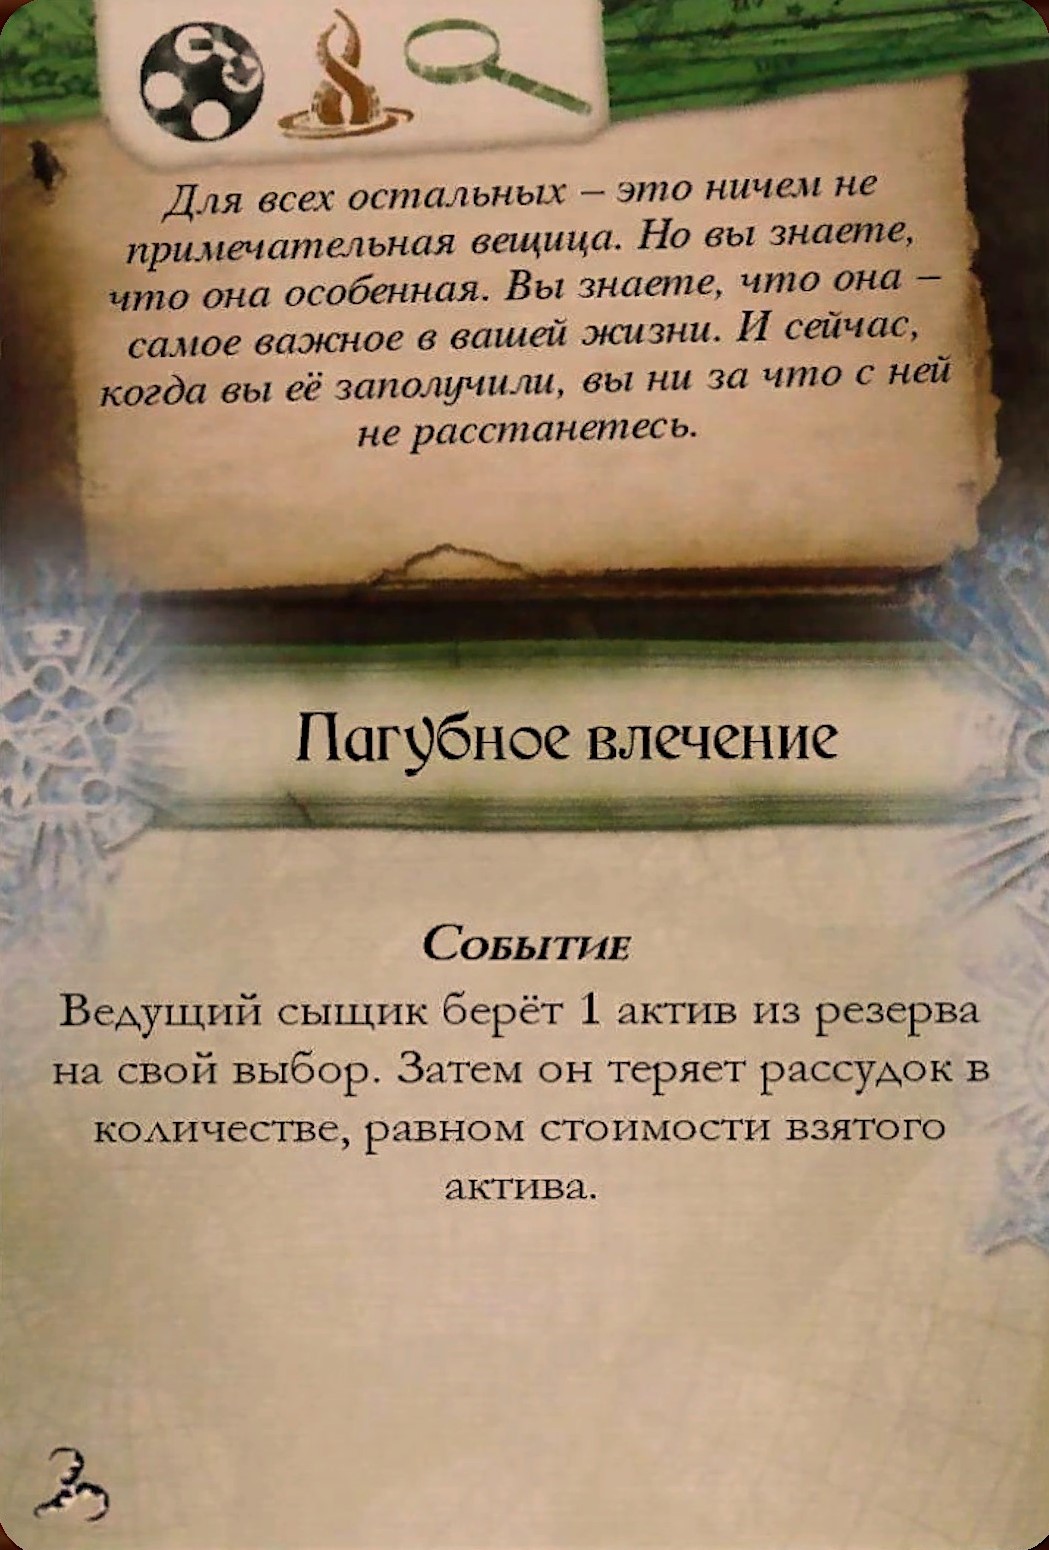 Для всех остальных – это ничем не
примечательная вещица. Но вы знаете,
что она особенная. Вы знаете, что она –
самое важное в вашей жизни. И сейчас,
когда вы её заполучили, вы ни за что с ней
не расстанетесь.
Пагубное влечение
Событие
Ведущий сыщик берёт 1 актив из резерва
на свой выбор. Затем он теряет рассудок в
количестве, равном стоимости взятого
актива.